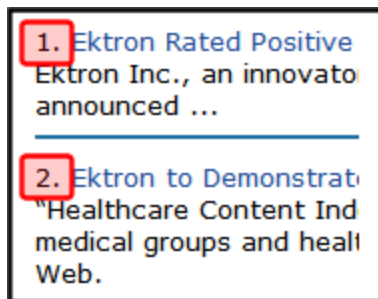 1. Ektron Rated Positive
Ektron Inc., an
announced ...
2. Ektron to
"Healthcare Content
medical groups and
Web.